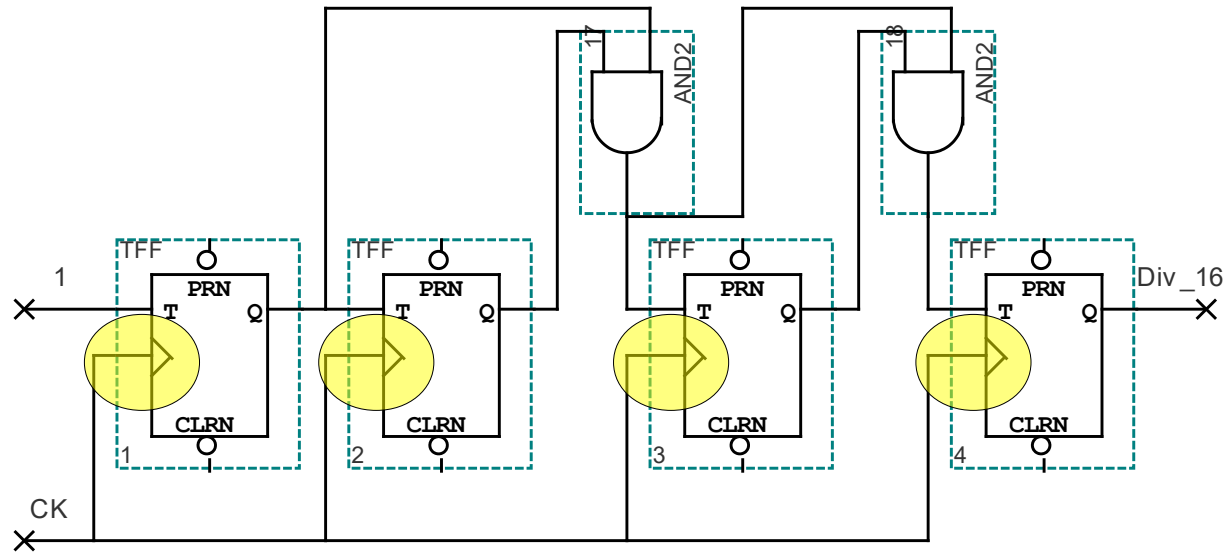 17
AND2
18
AND2
TFF
TFF
TFF
TFF
1
PRN
PRN
PRN
PRN
Div_16
T Q
T Q
T Q
T Q
CLRN
CLRN
CLRN
CLRN
1
2
3
4
CK